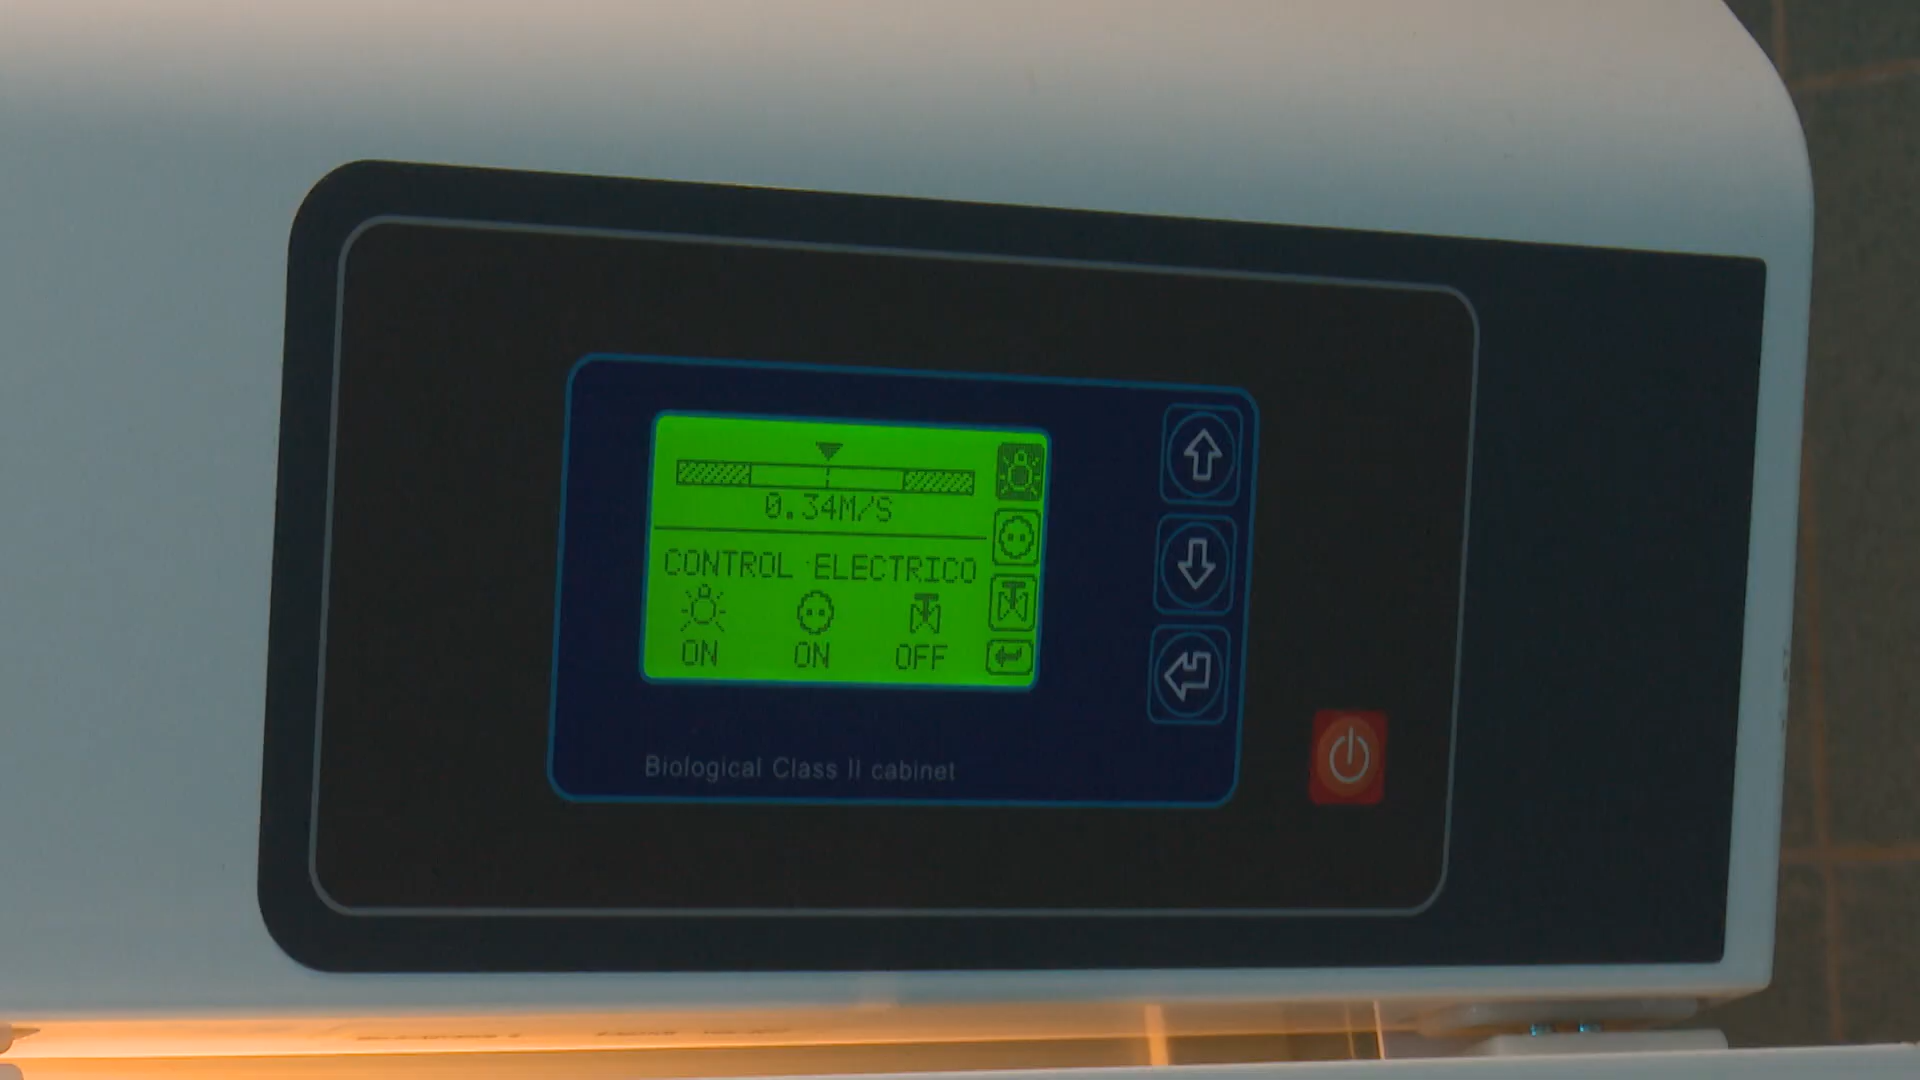 0.34M/S
CONTROL ELECTRICO
ON ON OFF
Biological Class II cabinet